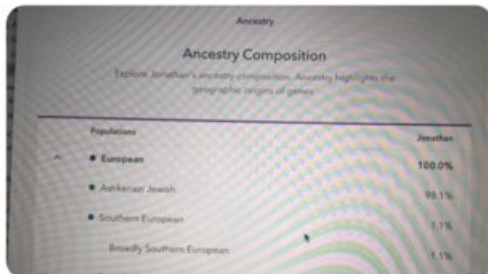 Ancestry
Ancestry Composition
Explore Jonathan's ancestry composition. Ancestry highlights the
geographic origins of genes.
Populations Jonathan
European 100.0%
Ashkenazi Jewish 98.1%
Southern European 1.1%
Broadly Southern European 1.1%